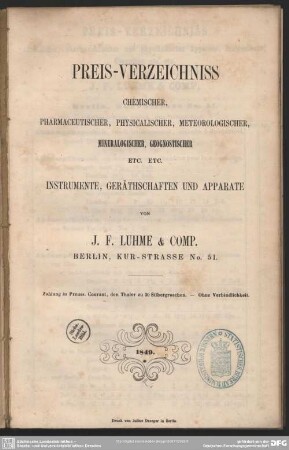 PREIS-VERZEICHNISS
CHEMISCHER,
PHARMACEUTISCHER, PHYSICALISCHER, METEOROLOGISCHER,
MINERALOGISCHER, GEOGNOSTISCHER
ETC. ETC.
INSTRUMENTE, GERÄTHSCHAFTEN UND APPARATE
VON
J. F. LUHME & COMP.
BERLIN, KUR-STRASSE No. 51.
Zahlung in Preuss. Courant, den Thaler zu 30 Silbergroschen. — Ohne Verbindlichkeit.
1849.
Druck von Julius Draeger in Berlin.
DFG